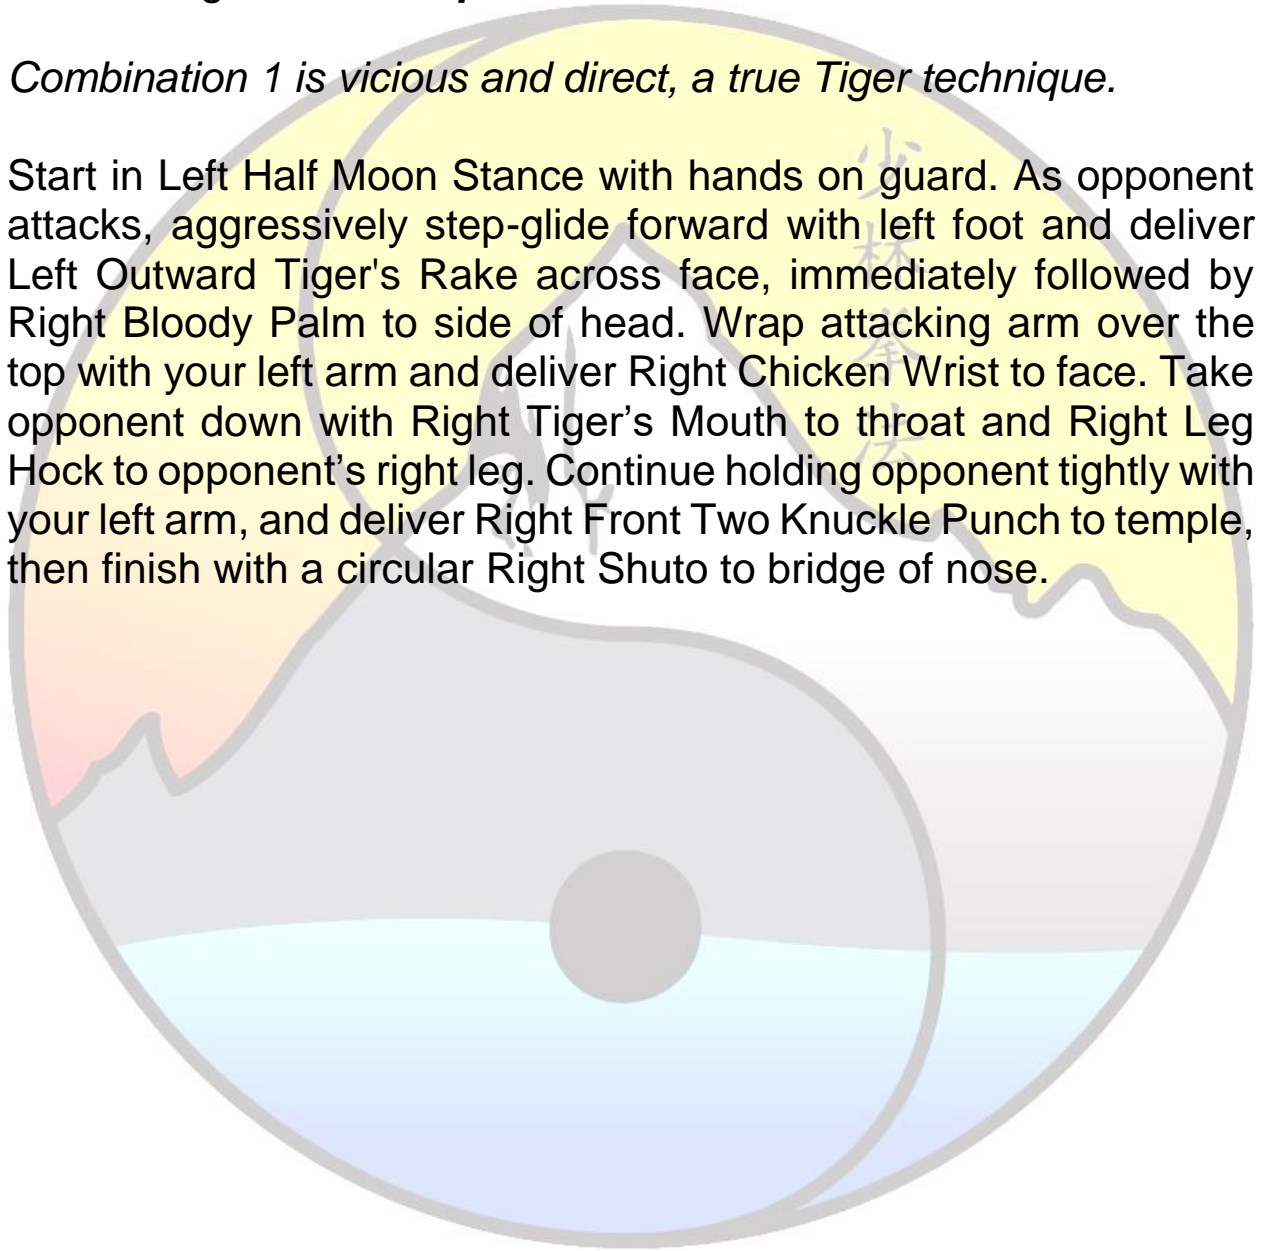 Combination 1 is vicious and direct, a true Tiger technique.
Start in Left Half Moon Stance with hands on guard. As opponent
attacks, aggressively step-glide forward with left foot and deliver
Left Outward Tiger's Rake across face, immediately followed by
Right Bloody Palm to side of head. Wrap attacking arm over the
top with your left arm and deliver Right Chicken Wrist to face. Take
opponent down with Right Tiger’s Mouth to throat and Right Leg
Hock to opponent’s right leg. Continue holding opponent tightly with
your left arm, and deliver Right Front Two Knuckle Punch to temple,
then finish with a circular Right Shuto to bridge of nose.
少林拳法